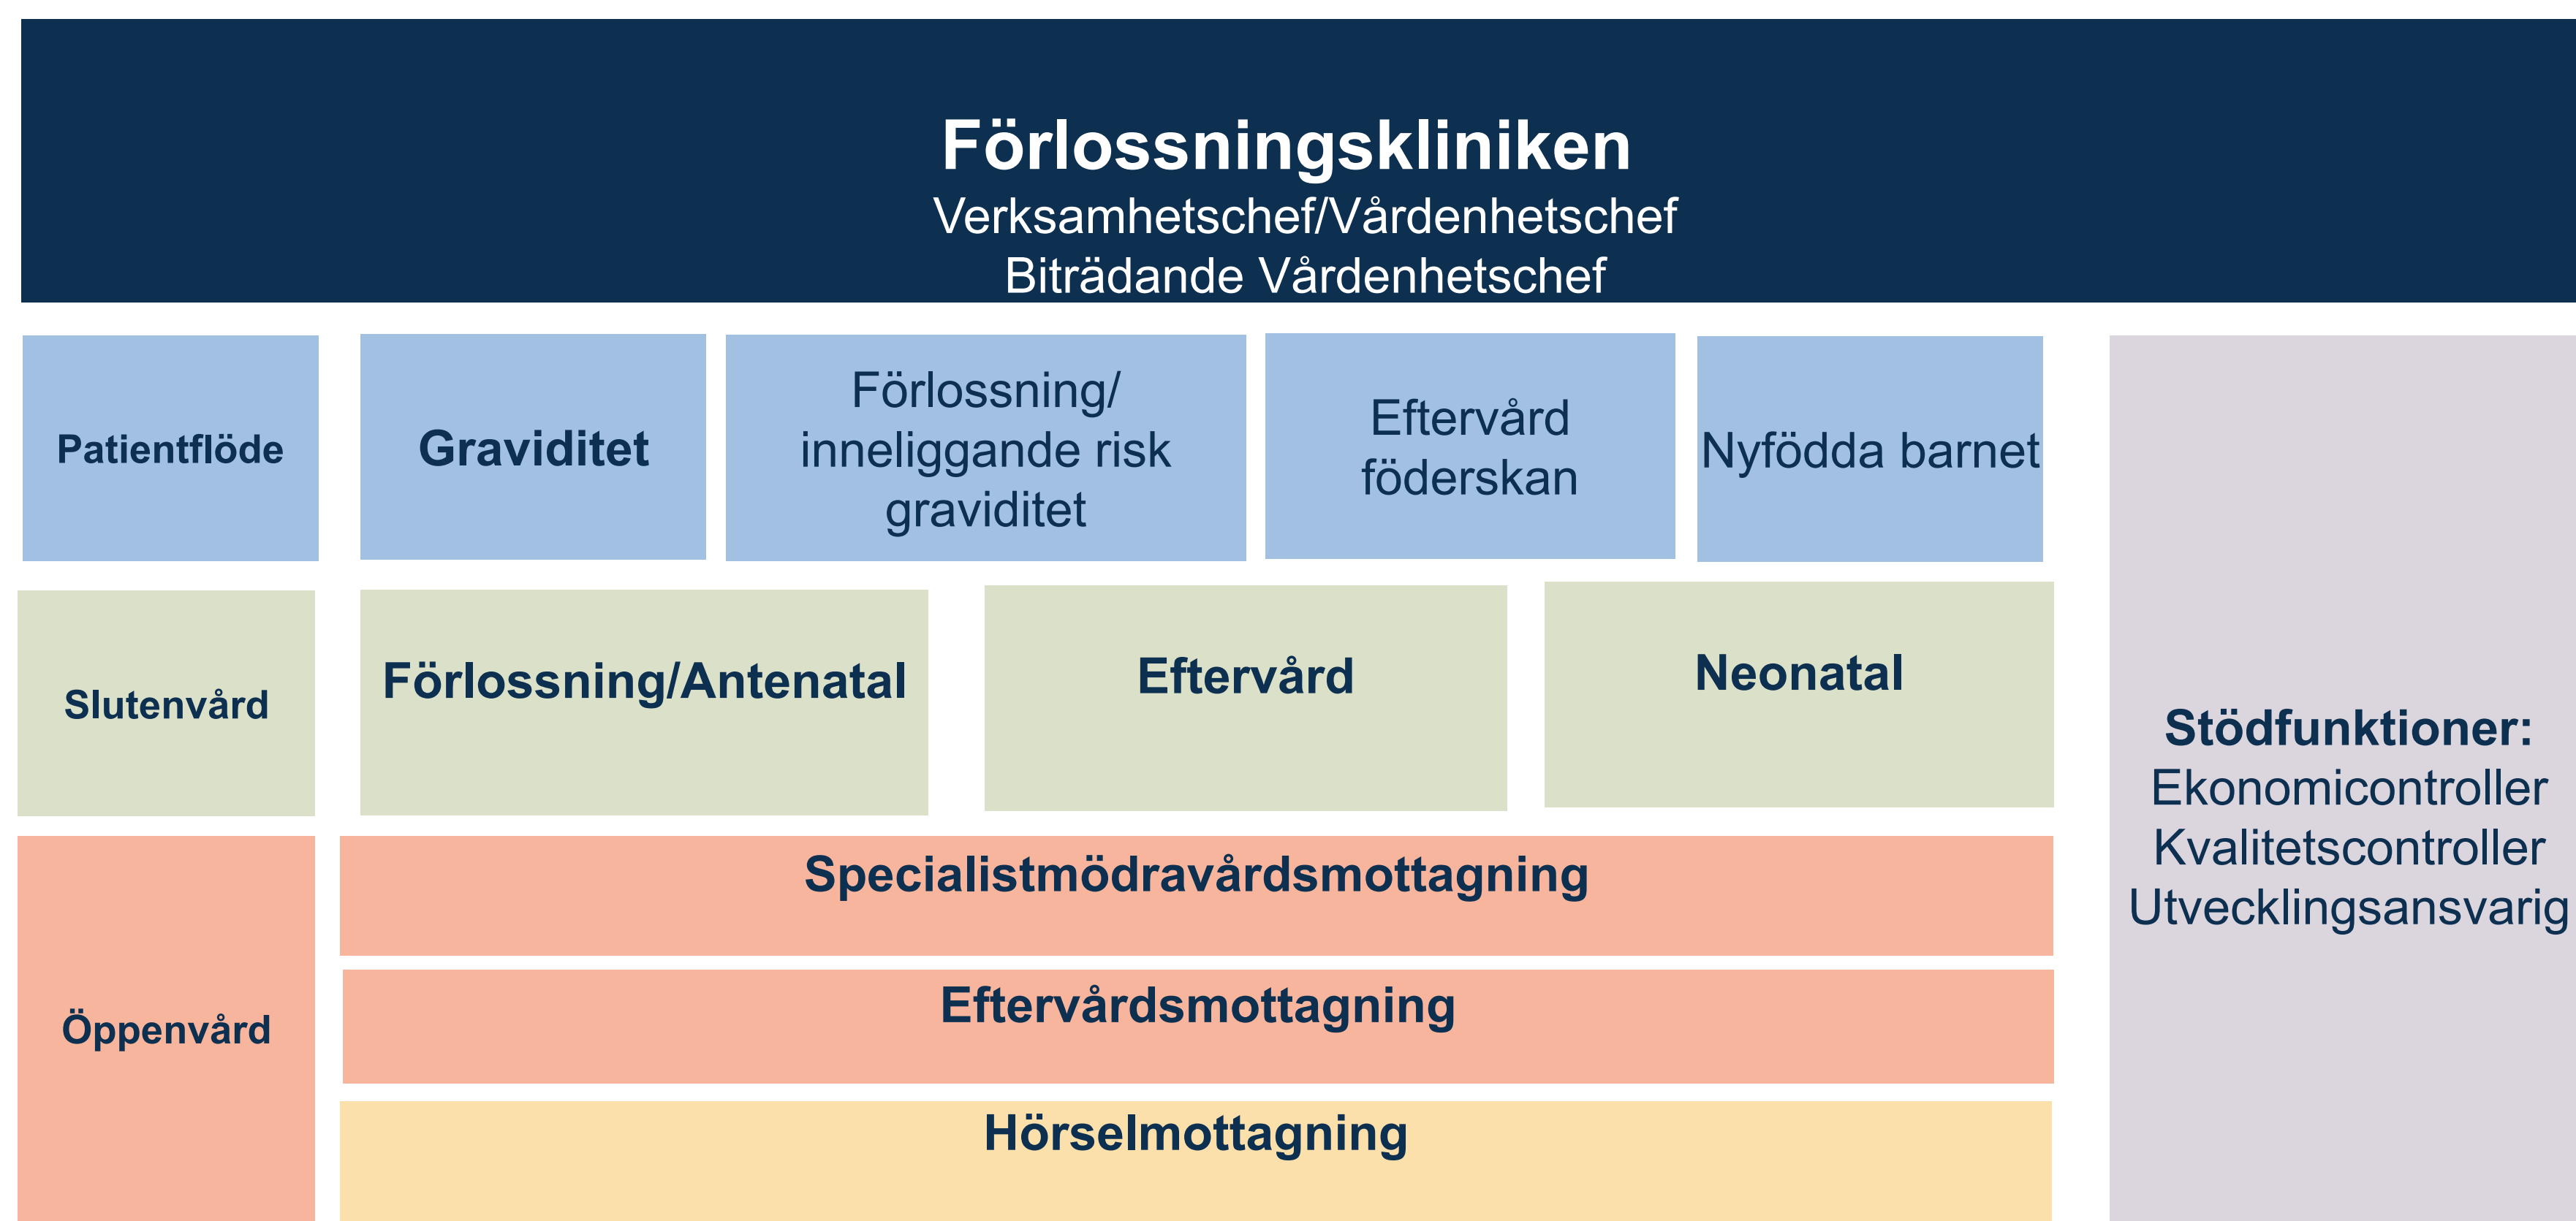 Förlossningskliniken
Verksamhetschef/Vårdenhetschef
Biträdande Vårdenhetschef
Patientflöde
Graviditet
Förlossning/
inneliggande risk
graviditet
Eftervård
föderskan
Nyfödda barnet
Slutenvård
Förlossning/Antenatal
Eftervård
Neonatal
Öppenvård
Specialistmödravårdsmottagning
Eftervårdsmottagning
Hörselmottagning
Stödfunktioner:
Ekonomicontroller
Kvalitetscontroller
Utvecklingsansvarig